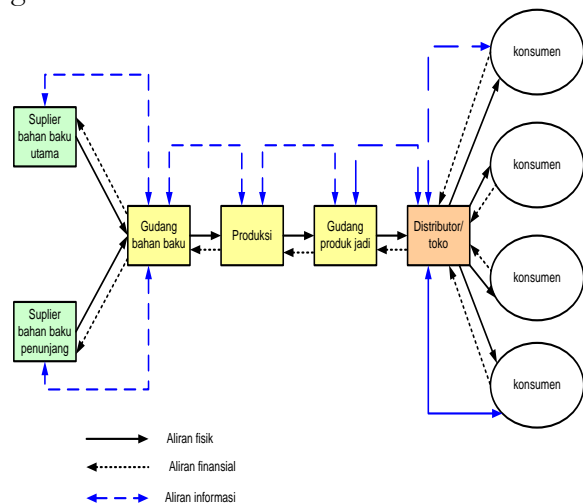 konsumen
Suplier
bahan baku
utama
konsumen
Gudang
bahan baku
Produksi
Gudang
produk jadi
Distributor/
toko
konsumen
Suplier
bahan baku
penunjang
konsumen
Aliran fisik
Aliran finansial
Aliran informasi